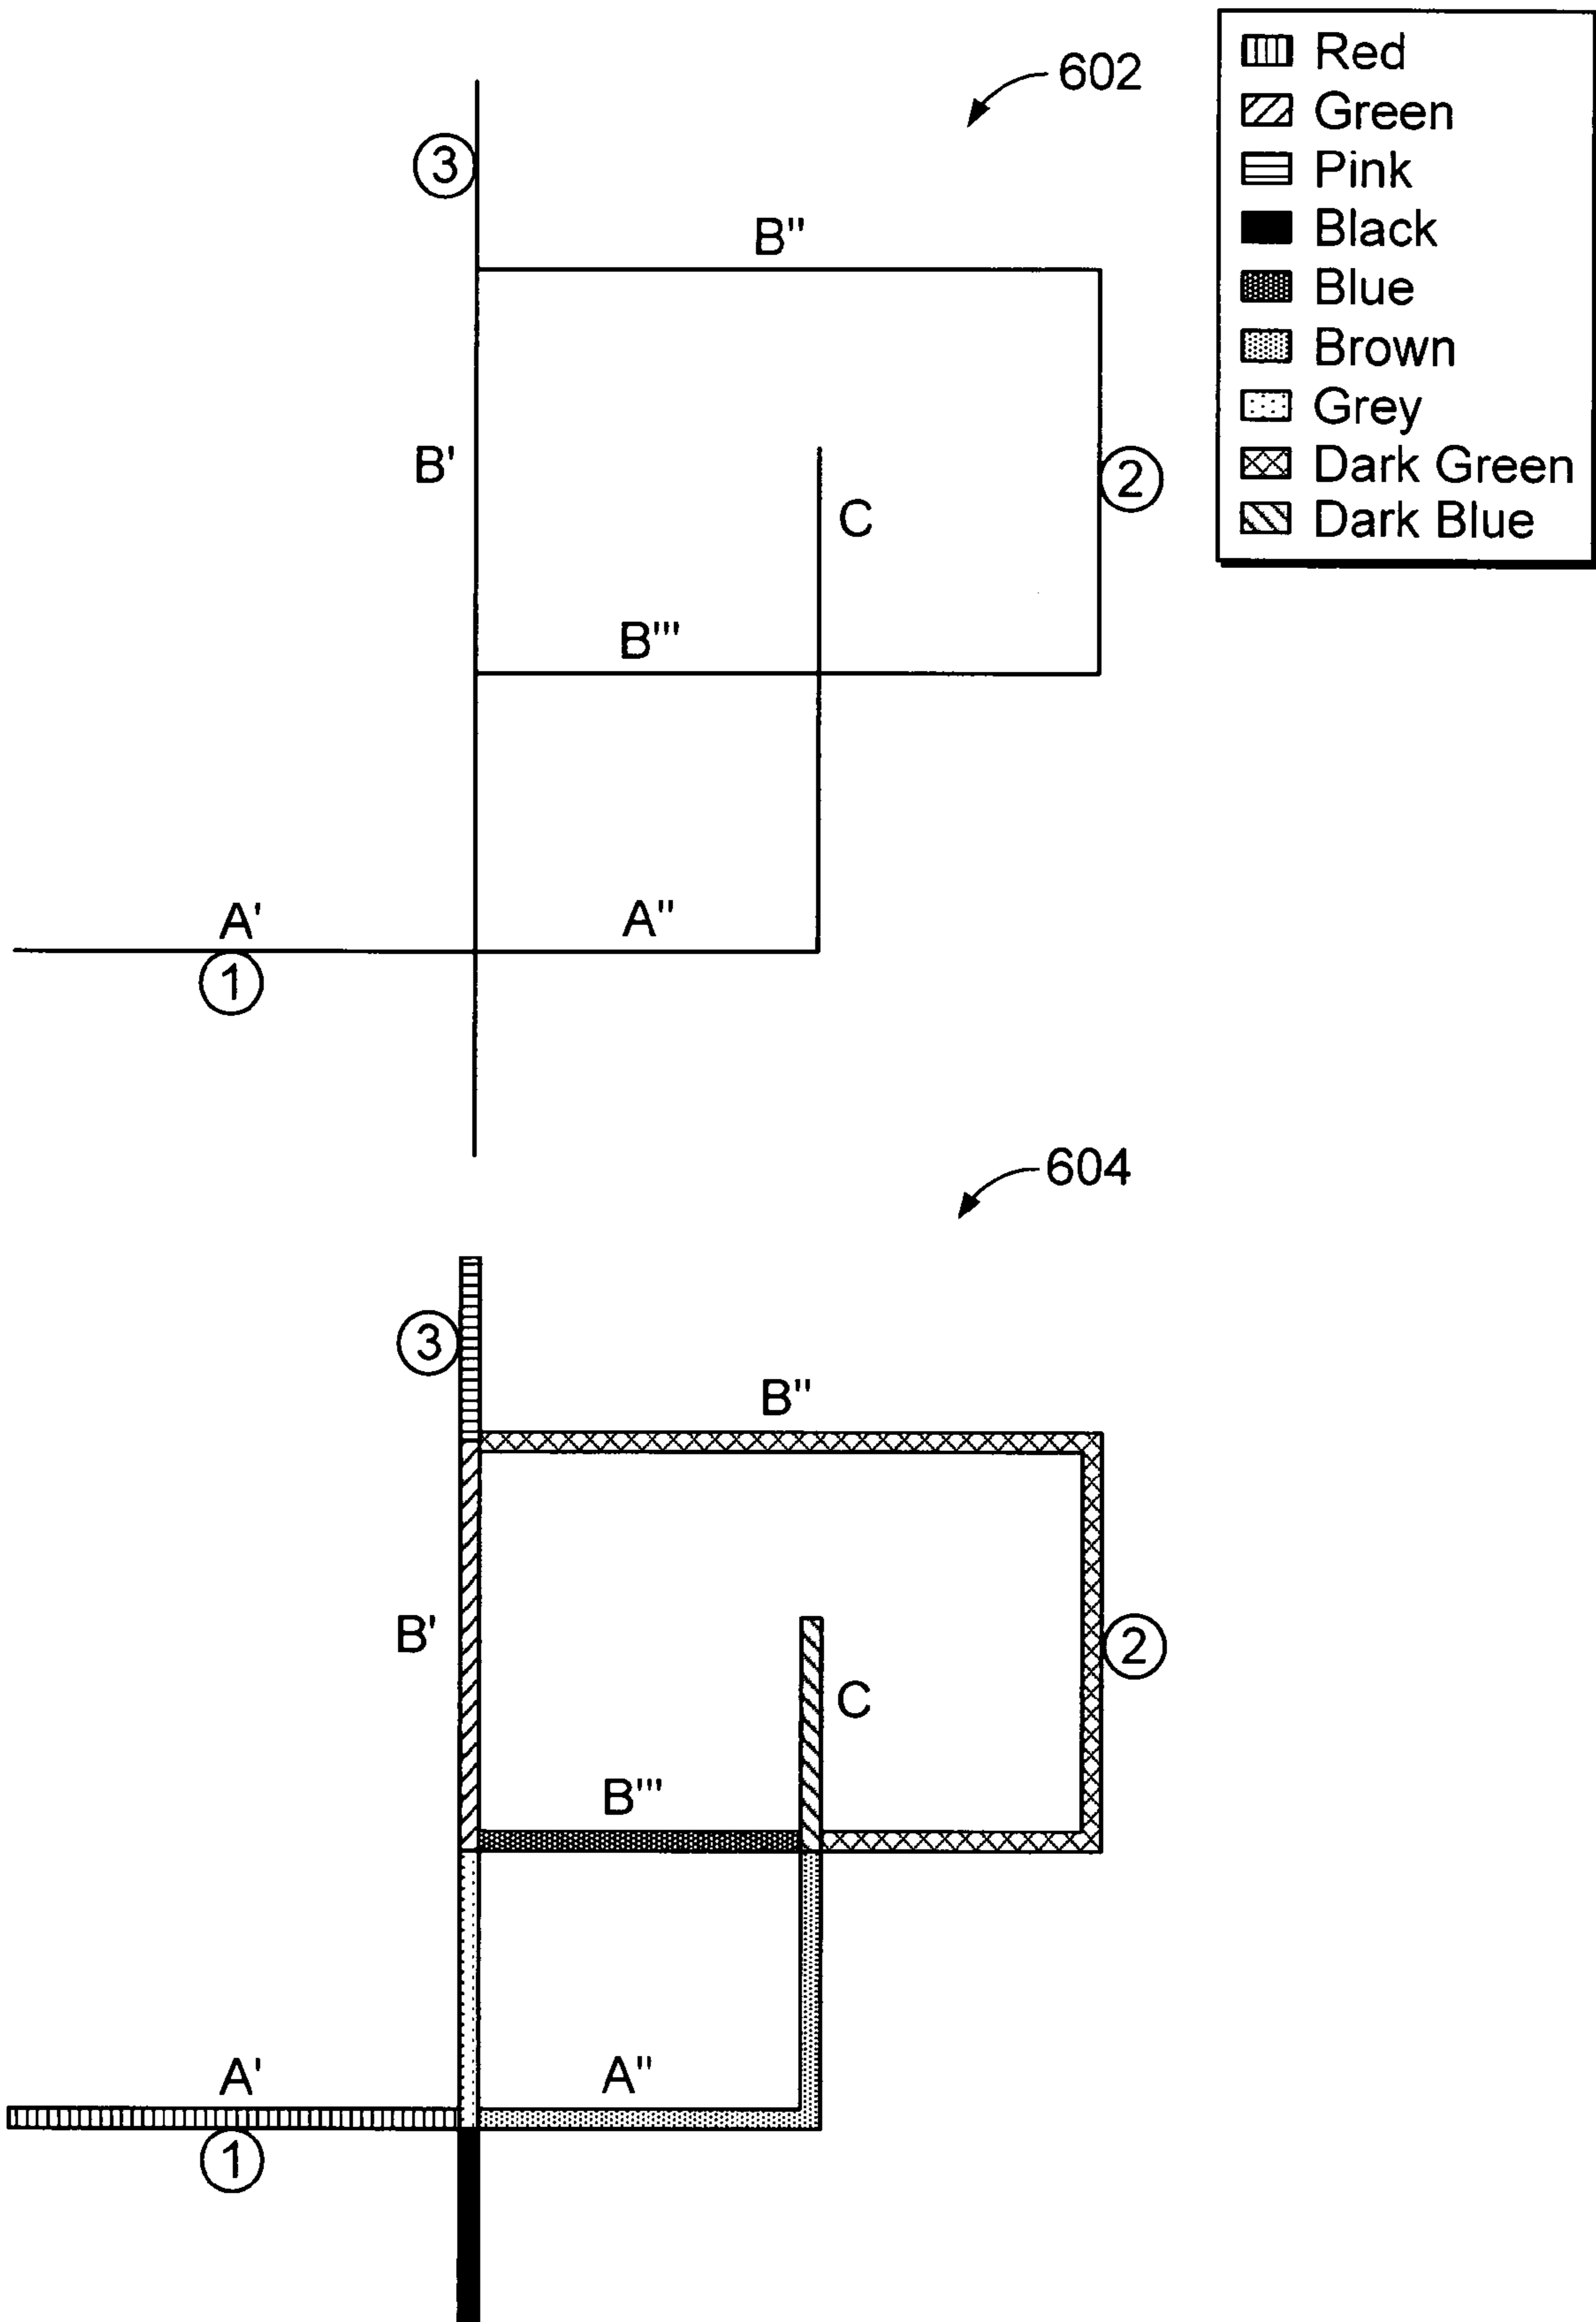 602
3
B"
B'
C
2
B'''
A'
A"
1
Red
Green
Pink
Black
Blue
Brown
Grey
Dark Green
Dark Blue
604
3
B"
B'
2
C
B'''
A'
A"
1